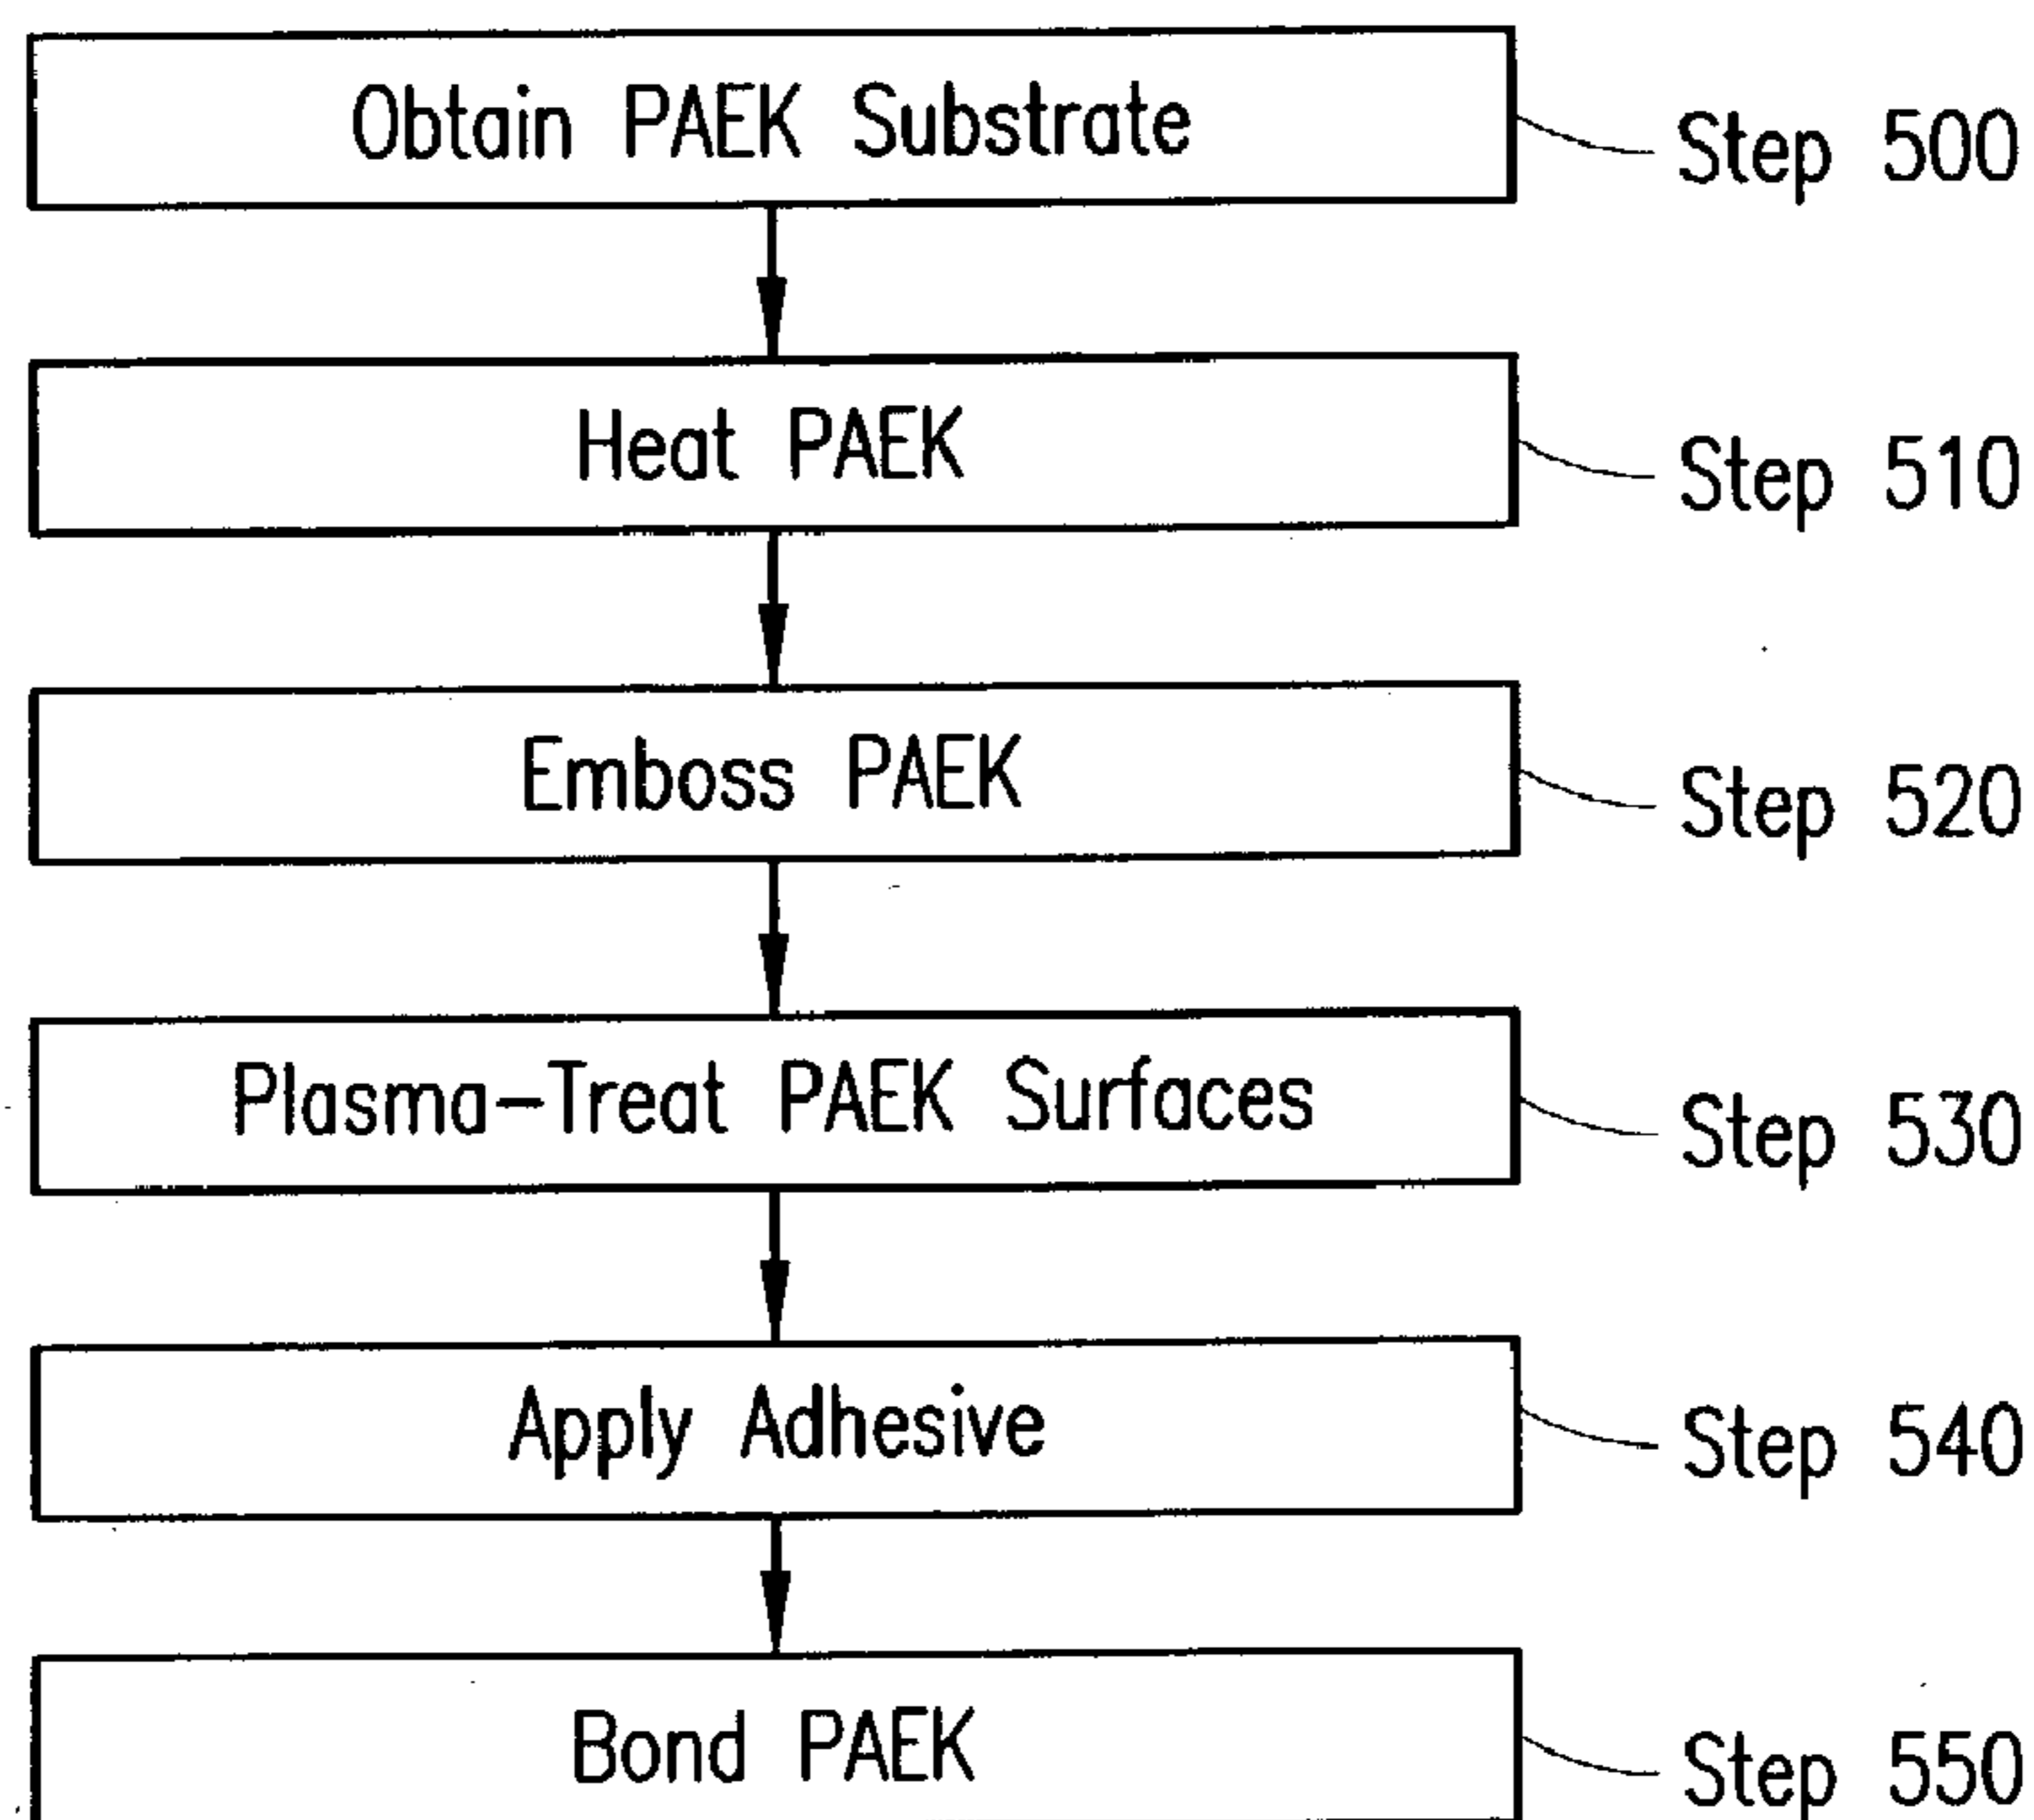 Obtain PAEK Substrate
Step 500
Heat PAEK
Step 510
Emboss PAEK
Step 520
Plasma-Treat PAEK Surfaces
Step 530
Apply Adhesive
Step 540
Bond PAEK
Step 550